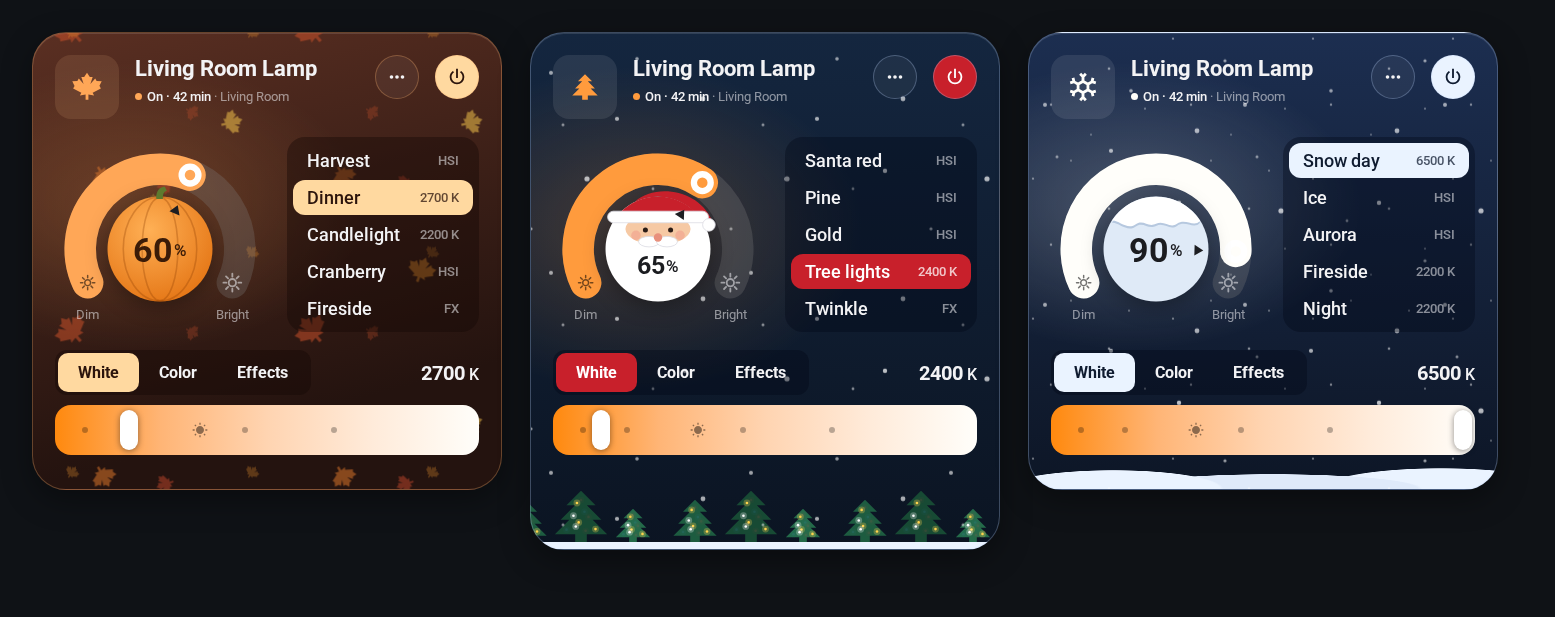 Living Room Lamp
On · 42 min · Living Room
Harvest HSI
Dinner 2700 K
Candlelight 2200 K
Cranberry HSI
Fireside FX
60%
Dim Bright
White Color Effects 2700 K
Living Room Lamp
On · 42 min · Living Room
Santa red HSI
Pine HSI
Gold HSI
Tree lights 2400 K
Twinkle FX
65%
Dim Bright
White Color Effects 2400 K
Living Room Lamp
On · 42 min · Living Room
Snow day 6500 K
Ice HSI
Aurora HSI
Fireside 2200 K
Night 2200 K
90%
Dim Bright
White Color Effects 6500 K